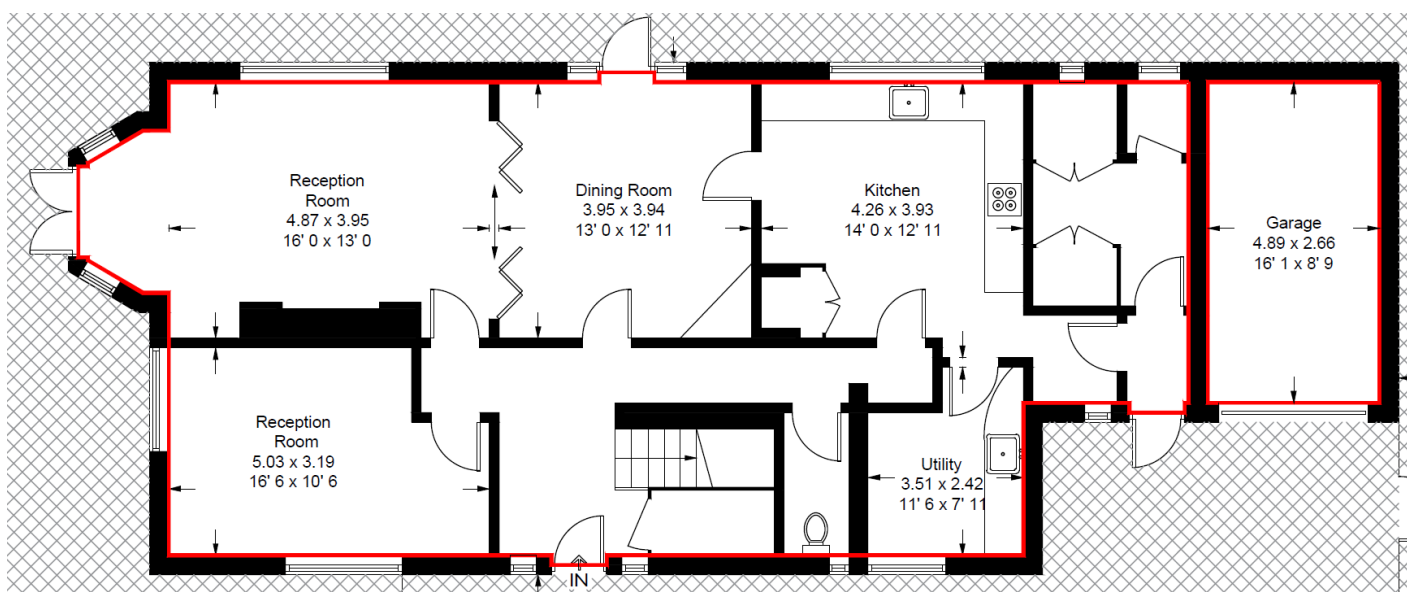 Reception
Room
4.87 x 3.95
16' 0 x 13' 0
Dining Room
3.95 x 3.94
13' 0 x 12' 11
Kitchen
4.26 x 3.93
14' 0 x 12' 11
Garage
4.89 x 2.66
16' 1 x 8' 9
Reception
Room
5.03 x 3.19
16' 6 x 10' 6
Utility
3.51 x 2.42
11' 6 x 7' 11
IN